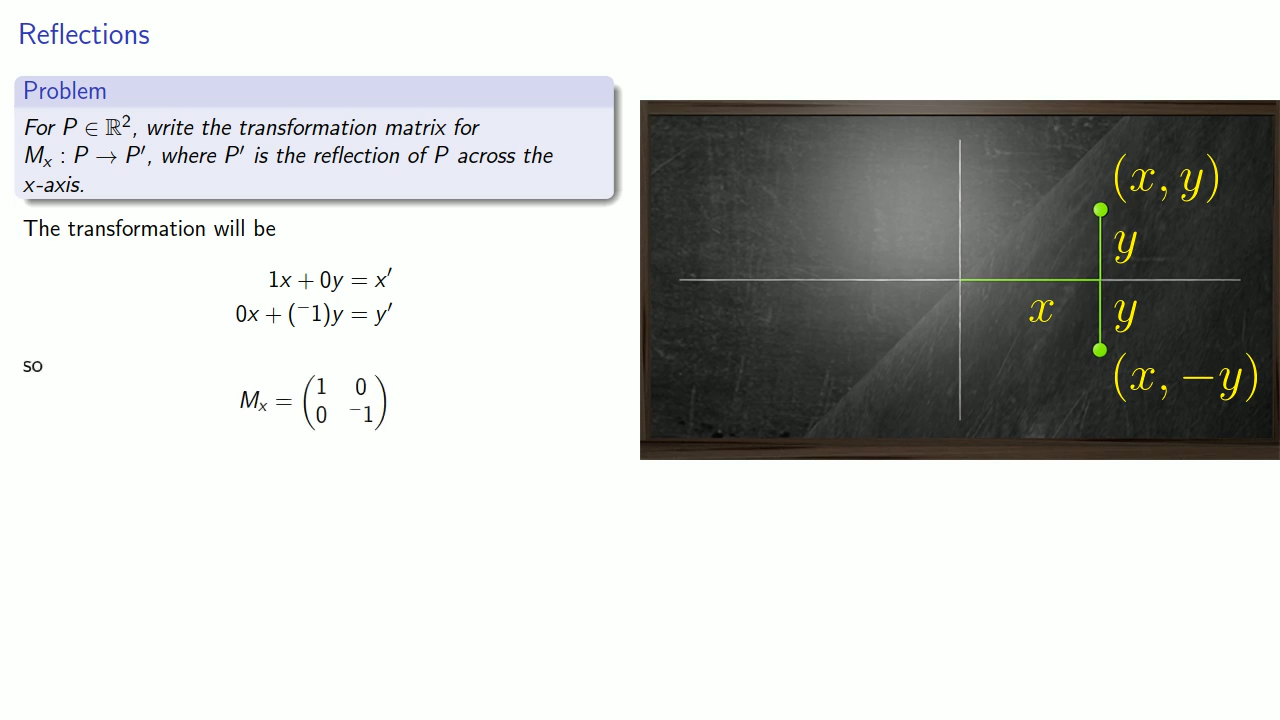 Reflections
Problem
For P ∈ ℝ², write the transformation matrix for
Mₓ : P → P′, where P′ is the reflection of P across the
x-axis.
The transformation will be
1x + 0y = x′
0x + (⁻1)y = y′
so
Mₓ = (1 0
0 ⁻1)
(x, y)
y
x
y
(x, −y)